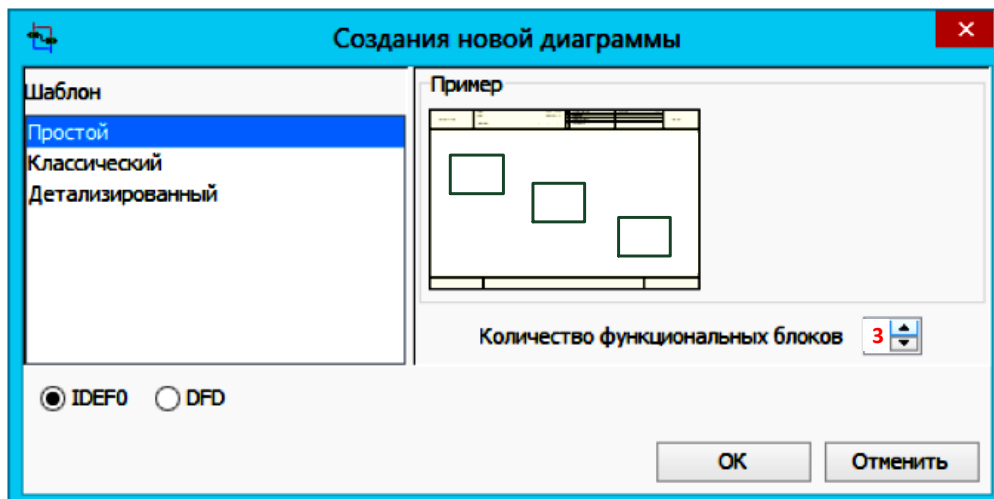 Создания новой диаграммы
Шаблон
Простой
Классический
Детализированный
Пример
Количество функциональных блоков 3
IDEF0 DFD
OK Отменить